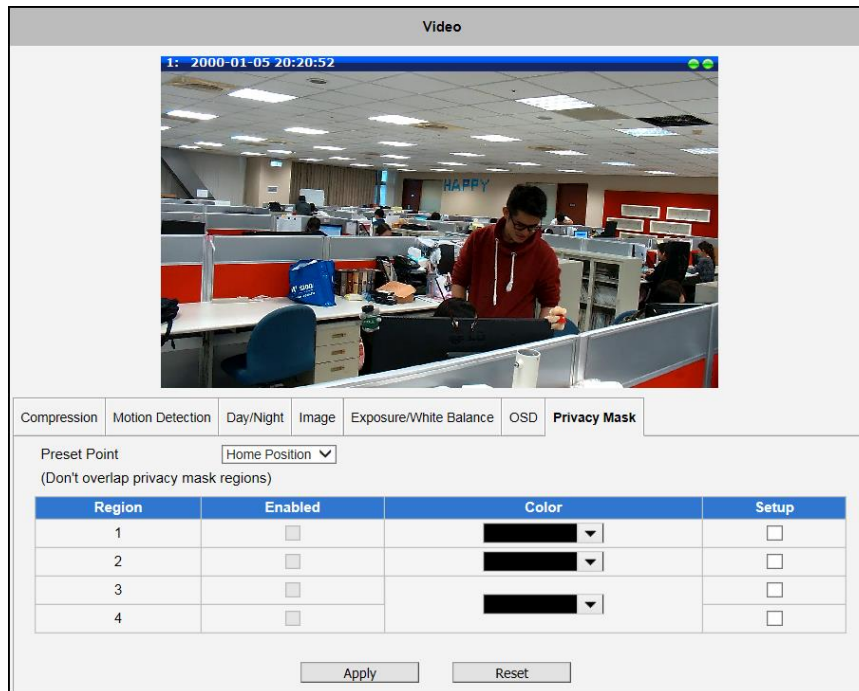 Video
1: 2000-01-05 20:20:52
HAPPY
Compression Motion Detection Day/Night Image Exposure/White Balance OSD Privacy Mask
Preset Point Home Position
(Don't overlap privacy mask regions)
Region Enabled Color Setup
1
2
3
4
Apply Reset